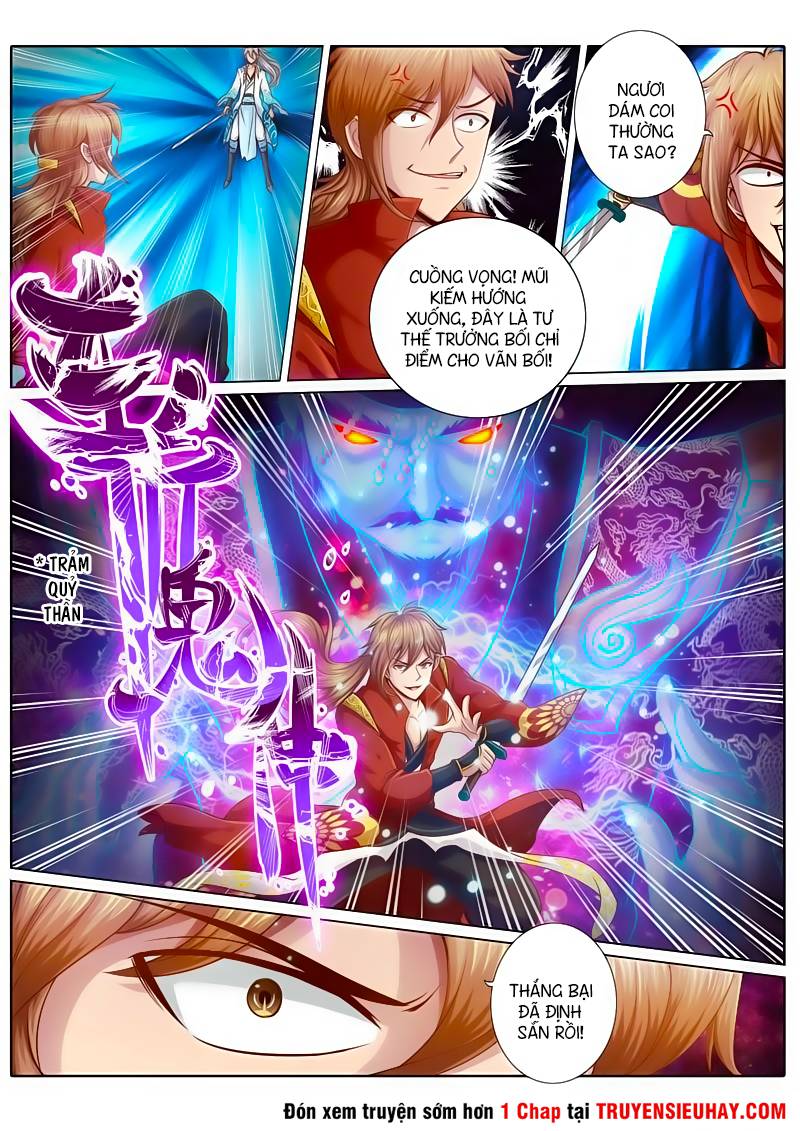 NGƯƠI
DÁM COI
THƯỜNG
TA SAO?
CUỒNG VỌNG! MŨI
KIẾM HƯỚNG
XUỐNG, ĐÂY LÀ TƯ
THẾ TRƯỞNG BỐI CHỈ
ĐIỂM CHO VÃN BỐI!
* TRẢM
QUỶ
THẦN
THẮNG BẠI
ĐÃ ĐỊNH
SẴN RỒI!
Đón xem truyện sớm hơn 1 Chap tại TRUYENSIEUHAY.COM